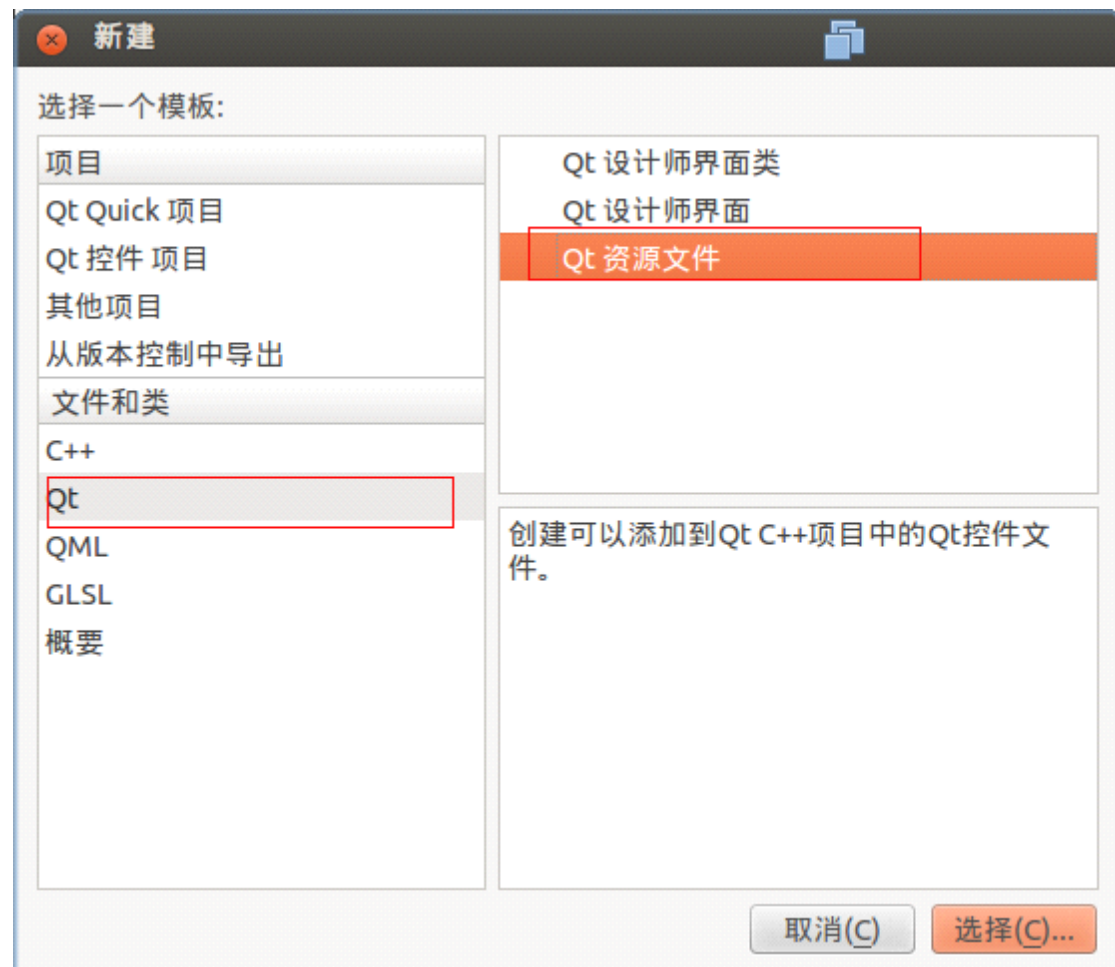 新建
选择一个模板:
项目
Qt Quick 项目
Qt 控件 项目
其他项目
从版本控制中导出
文件和类
C++
Qt
QML
GLSL
概要
Qt 设计师界面类
Qt 设计师界面
Qt 资源文件
创建可以添加到Qt C++项目中的Qt控件文
件。
取消(C)
选择(C)...